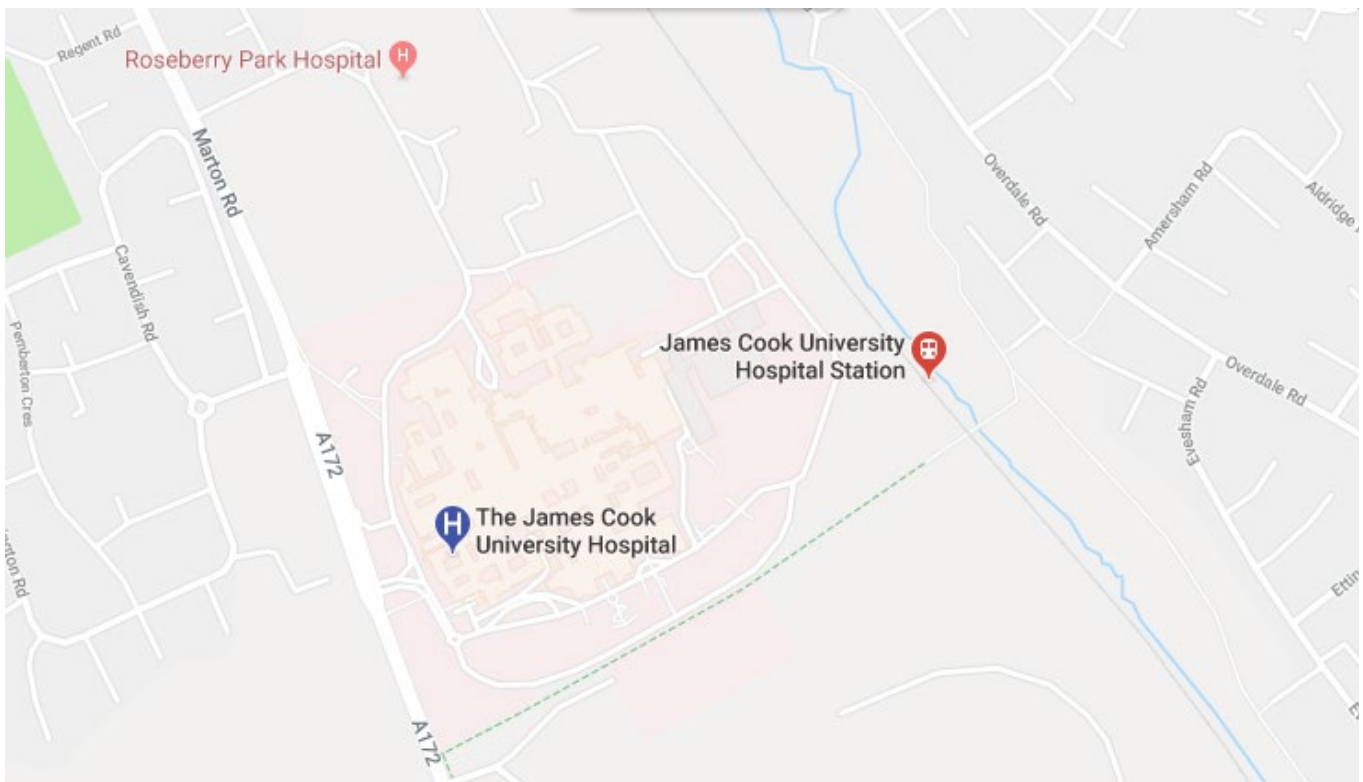 Regent Rd
Roseberry Park Hospital
H
Marton Rd
Overdale Rd
Amersham Rd
Aldridge
Cavendish Rd
Pemberton Cres
James Cook University
Hospital Station
Overdale Rd
Evesham Rd
A172
H
The James Cook
University Hospital
A172